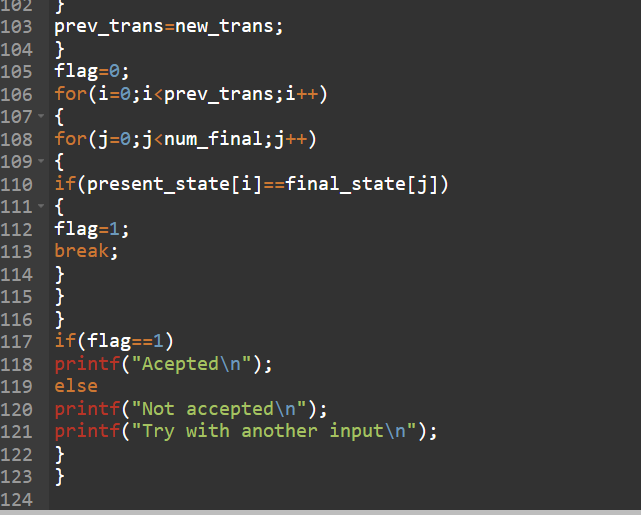 102 }
103 prev_trans=new_trans;
104 }
105 flag=0;
106 for(i=0;i<prev_trans;i++)
107 {
108 for(j=0;j<num_final;j++)
109 {
110 if(present_state[i]==final_state[j])
111 {
112 flag=1;
113 break;
114 }
115 }
116 }
117 if(flag==1)
118 printf("Acepted\n");
119 else
120 printf("Not accepted\n");
121 printf("Try with another input\n");
122 }
123 }
124